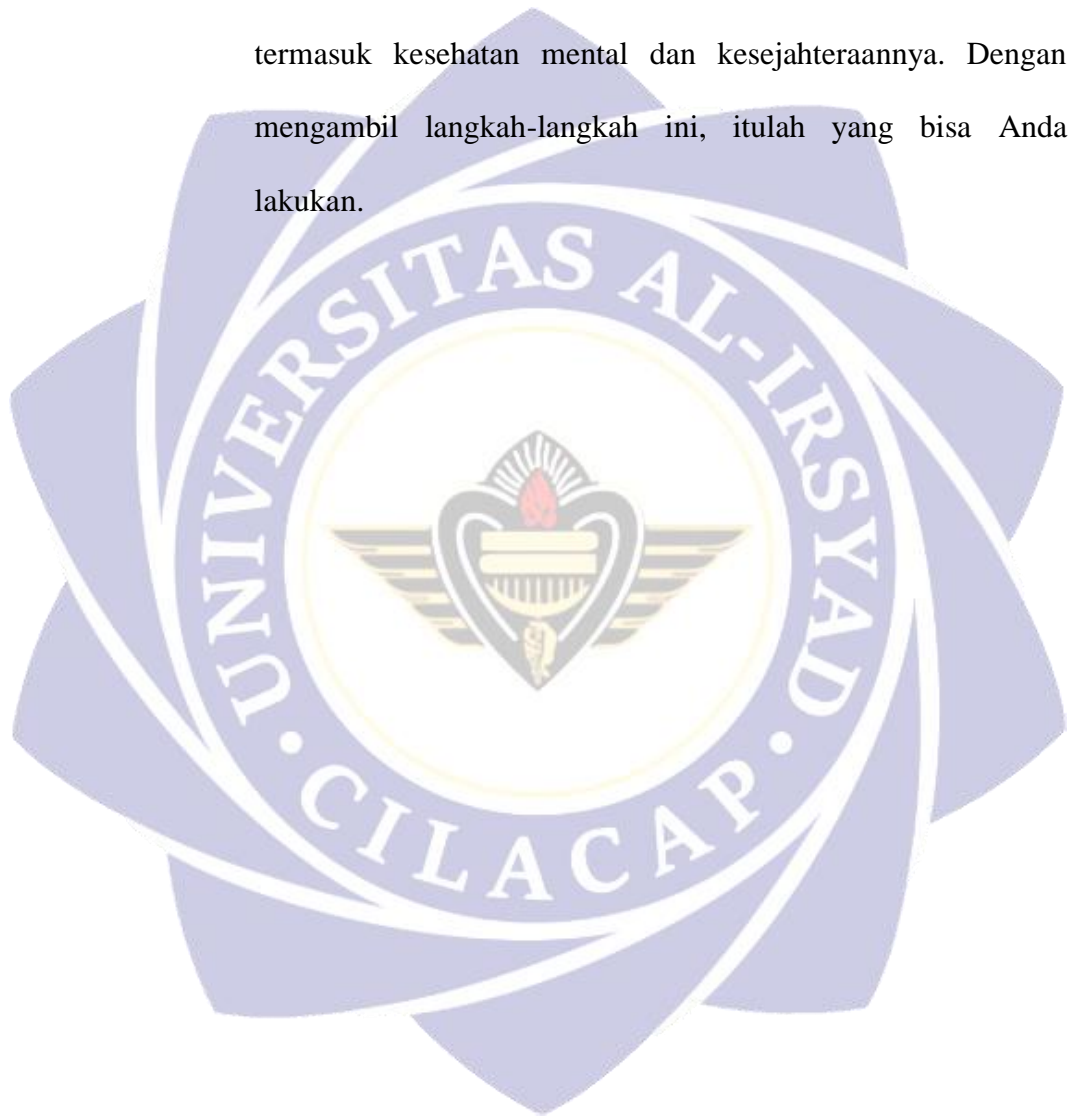 termasuk kesehatan mental dan kesejahteraannya. Dengan
mengambil langkah-langkah ini, itulah yang bisa Anda
lakukan.
UNIVERSITAS AL-IRSYAD
• CILACAP •